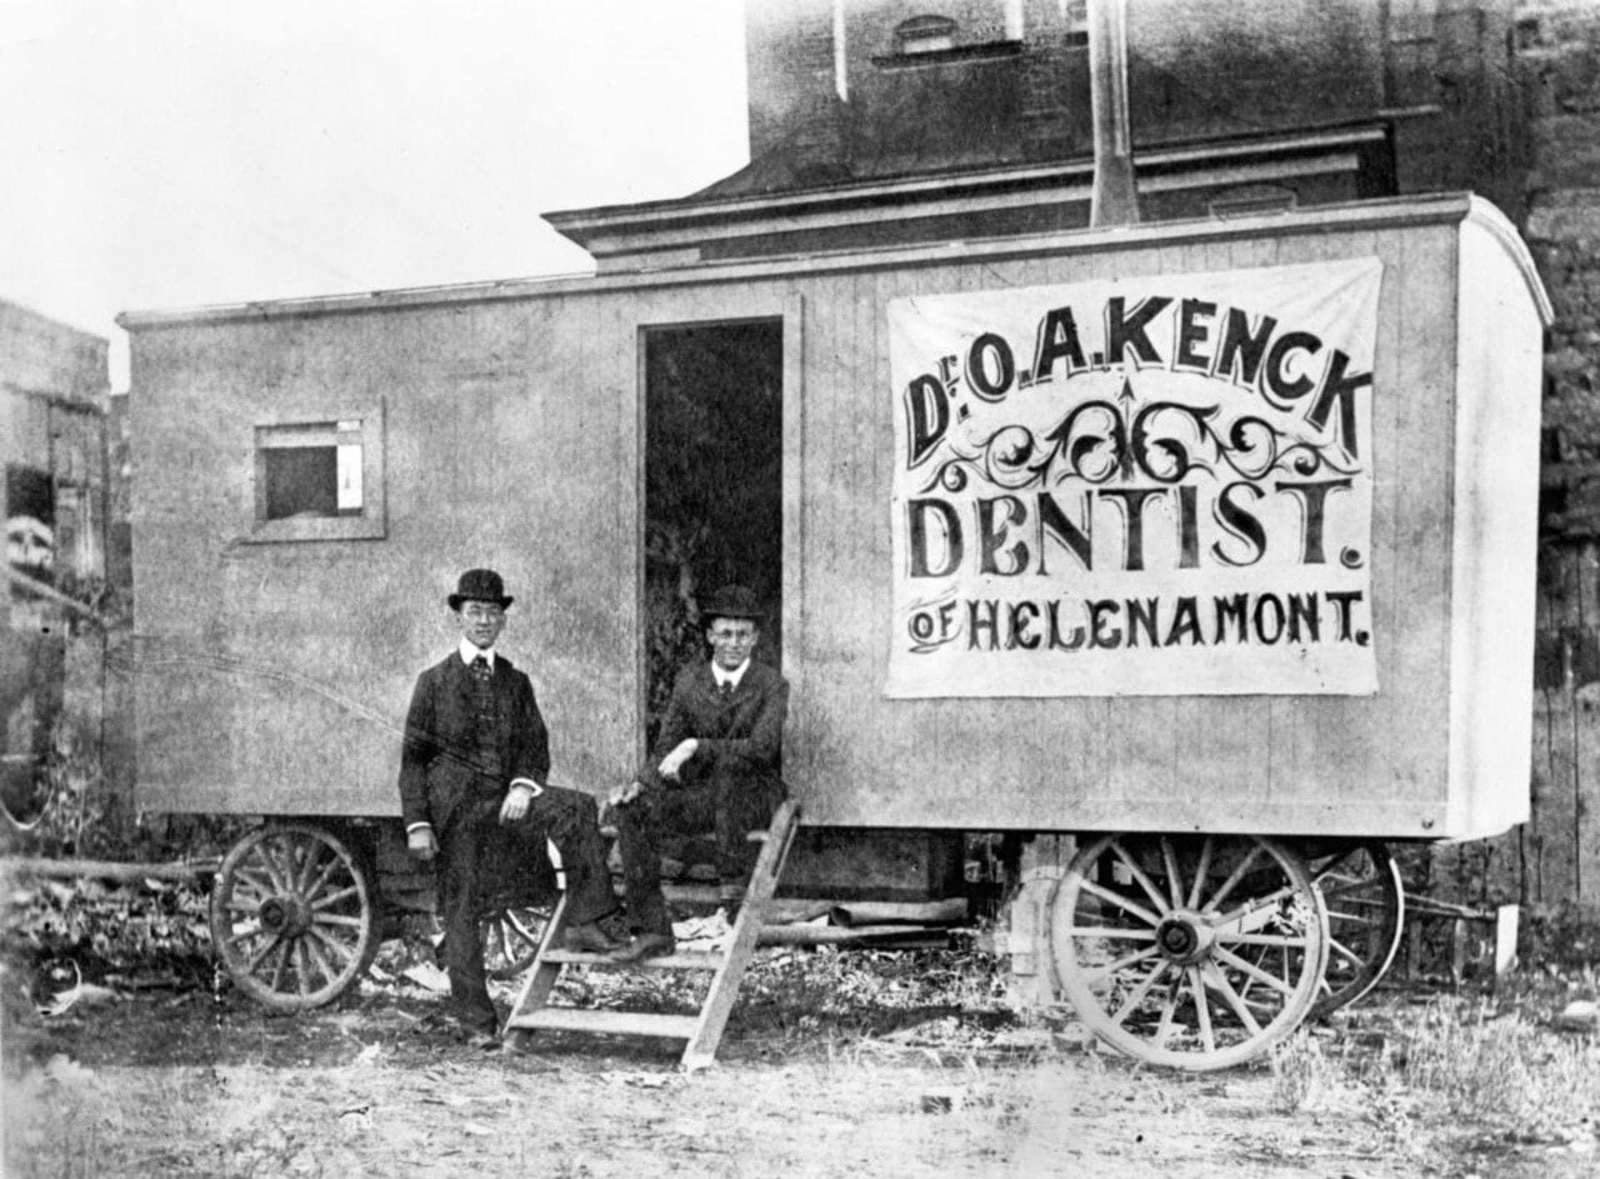 Dr. O.A. KENCK
DENTIST.
OF HELENA MONT.